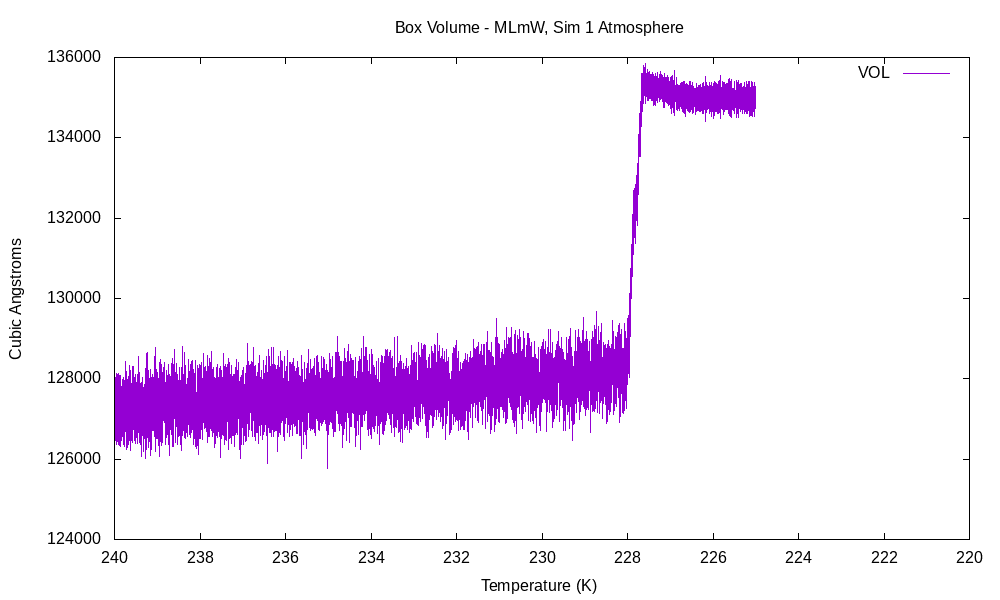 Box Volume - MLmW, Sim 1 Atmosphere
136000
VOL
134000
132000
130000
128000
126000
124000
Cubic Angstroms
240 238 236 234 232 230 228 226 224 222 220
Temperature (K)